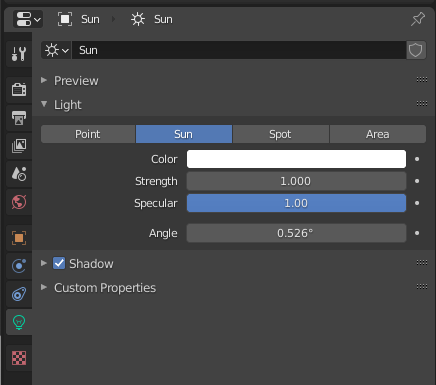 Sun Sun
Sun
Preview
Light
Point Sun Spot Area
Color
Strength 1.000
Specular 1.00
Angle 0.526°
Shadow
Custom Properties